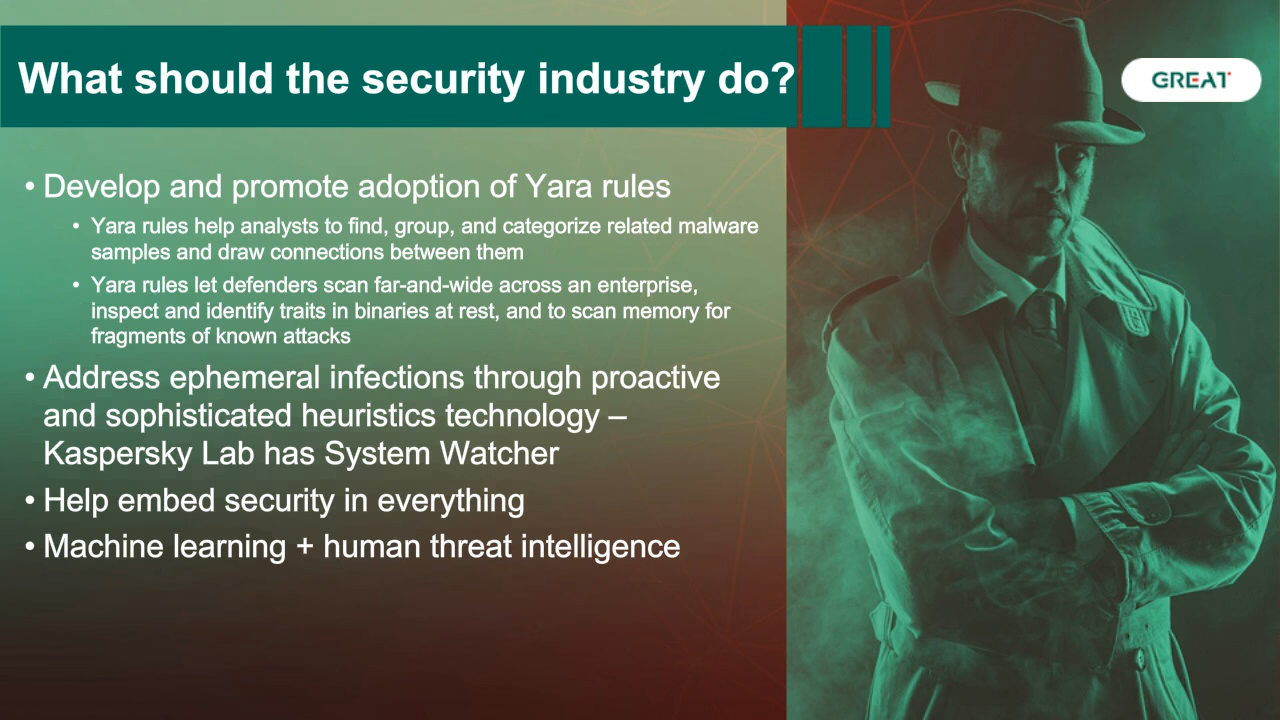 What should the security industry do?
GREAT
• Develop and promote adoption of Yara rules
• Yara rules help analysts to find, group, and categorize related malware
samples and draw connections between them
• Yara rules let defenders scan far-and-wide across an enterprise,
inspect and identify traits in binaries at rest, and to scan memory for
fragments of known attacks
• Address ephemeral infections through proactive
and sophisticated heuristics technology –
Kaspersky Lab has System Watcher
• Help embed security in everything
• Machine learning + human threat intelligence